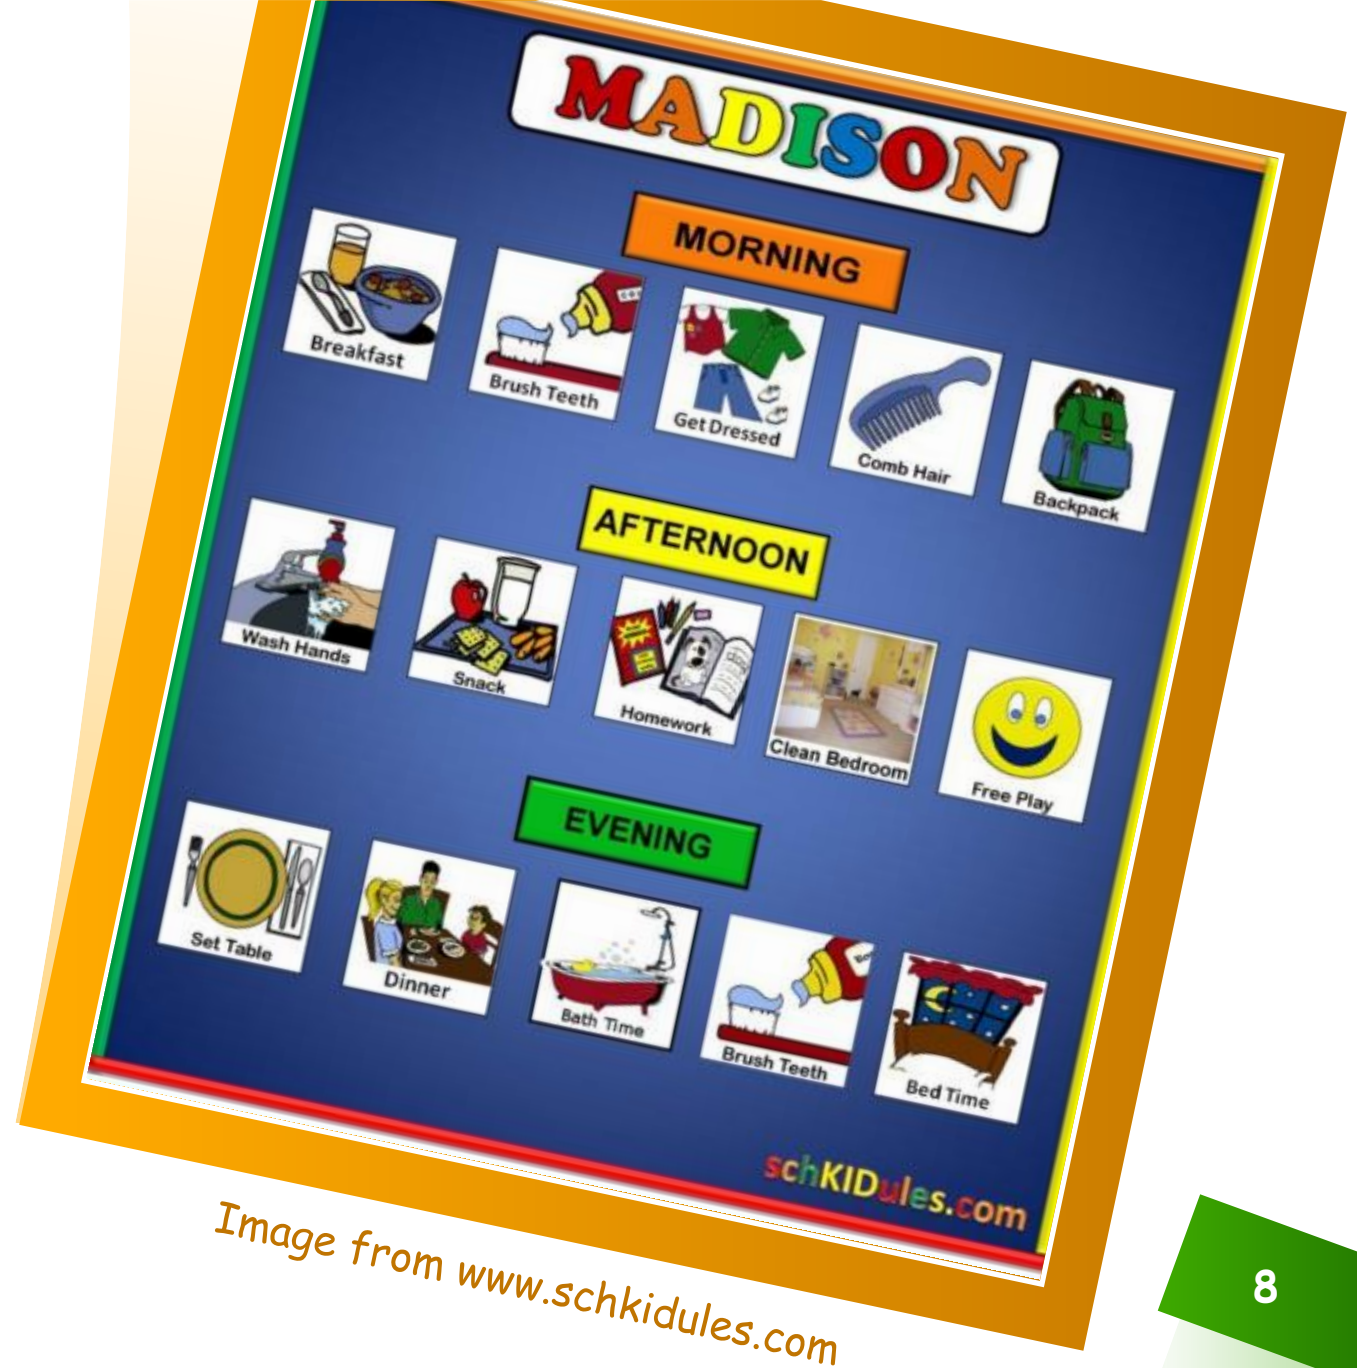 MADISON
MORNING
Breakfast
Brush Teeth
Get Dressed
Comb Hair
Backpack
AFTERNOON
Wash Hands
Snack
Homework
Clean Bedroom
Free Play
EVENING
Set Table
Dinner
Bath Time
Brush Teeth
Bed Time
schKIDules.com
Image from www.schkidules.com
8